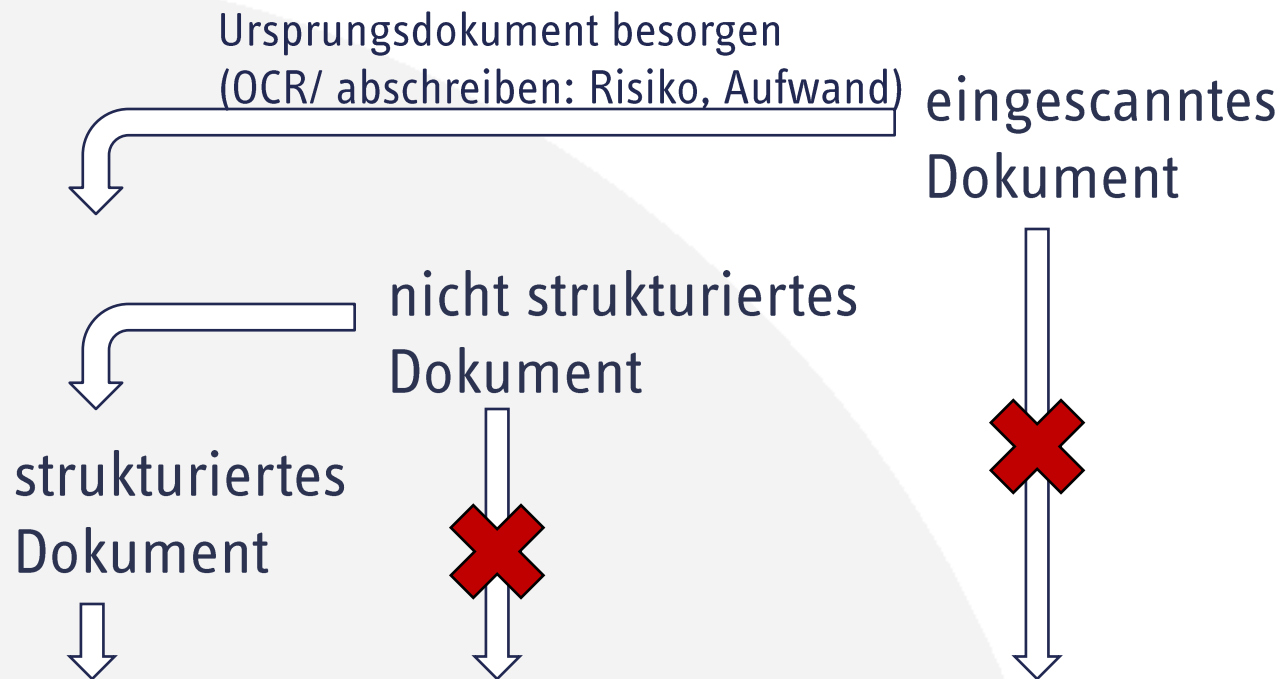 Ursprungsdokument besorgen
(OCR/ abschreiben: Risiko, Aufwand)
eingescanntes
Dokument
nicht strukturiertes
Dokument
strukturiertes
Dokument